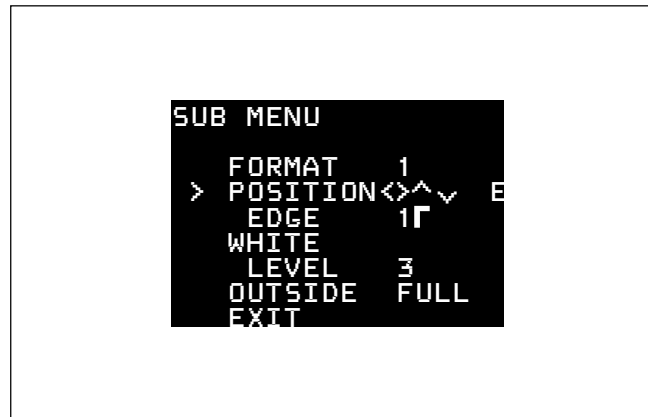 SUB MENU
FORMAT 1
> POSITION<>^⌄ E
EDGE 1┏
WHITE
LEVEL 3
OUTSIDE FULL
EXIT